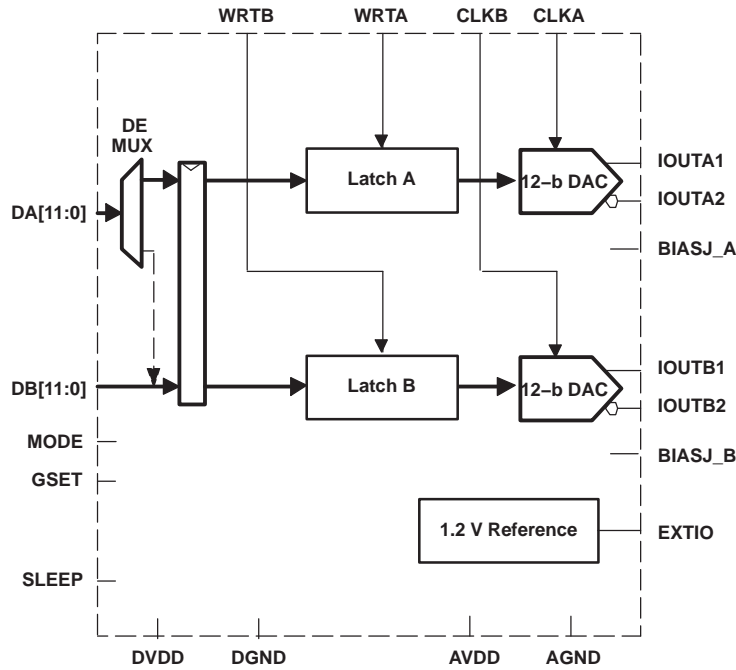 WRTB WRTA CLKB CLKA
DE
MUX
Latch A
12–b DAC
IOUTA1
IOUTA2
DA[11:0]
BIASJ_A
IOUTB1
DB[11:0]
Latch B
12–b DAC
IOUTB2
MODE
BIASJ_B
GSET
1.2 V Reference
EXTIO
SLEEP
DVDD DGND AVDD AGND